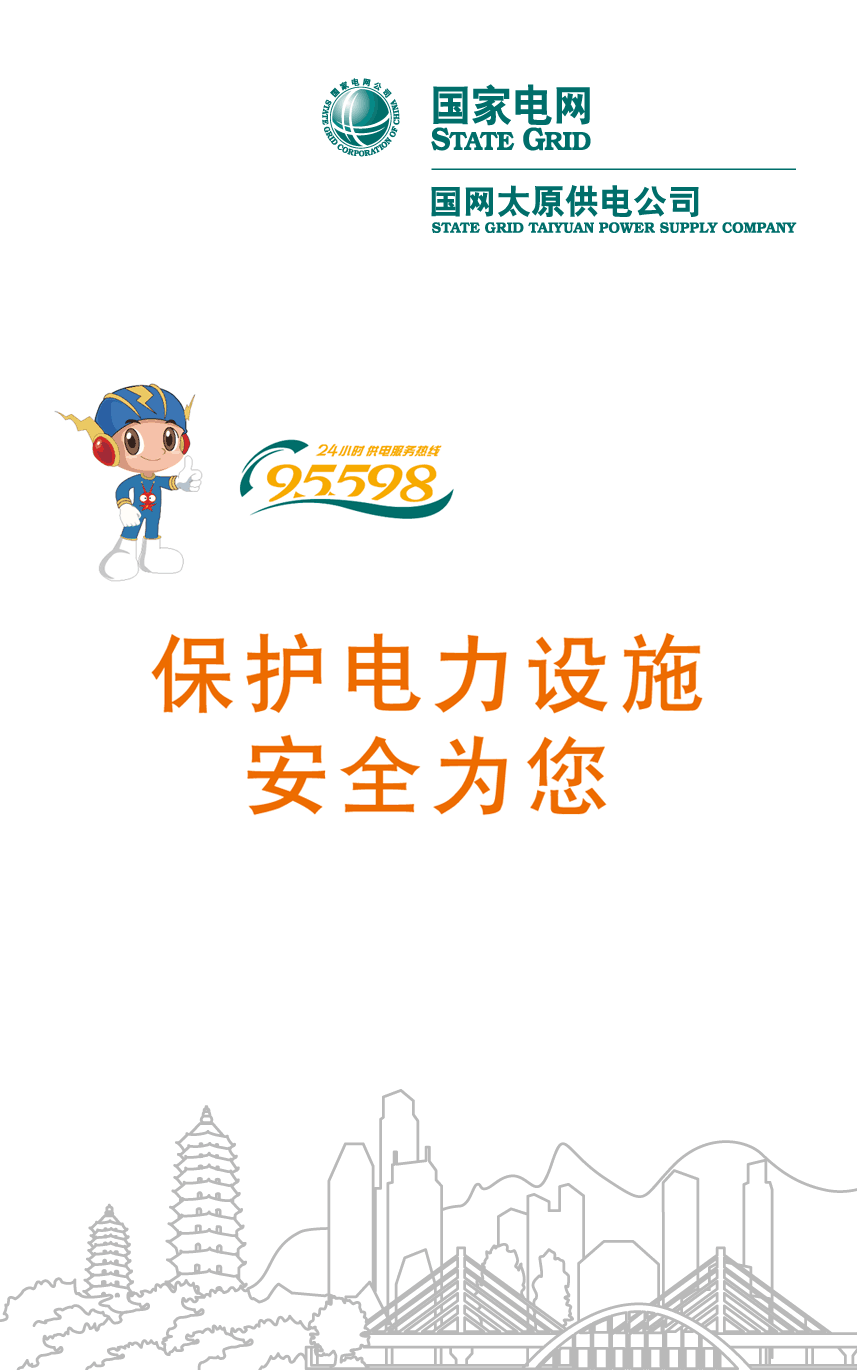 国家电网公司
STATE GRID CORPORATION OF CHINA
国家电网
STATE GRID
国网太原供电公司
STATE GRID TAIYUAN POWER SUPPLY COMPANY
24小时 供电服务热线
95598
保护电力设施
安全为您